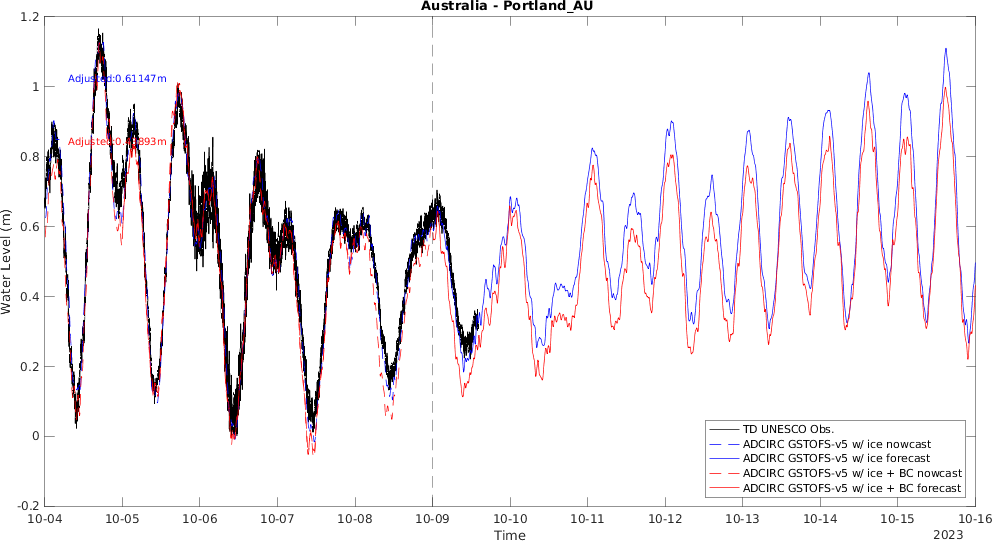 Australia - Portland_AU
1.2
1
0.8
0.6
0.4
0.2
0
-0.2
Water Level (m)
Adjusted:0.61147m
10-04
10-05
10-06
10-07
10-08
10-09
10-10
10-11
10-12
10-13
10-14
10-15
10-16
Time
2023
TD UNESCO Obs.
ADCIRC GSTOFS-v5 w/ ice nowcast
ADCIRC GSTOFS-v5 w/ ice forecast
ADCIRC GSTOFS-v5 w/ ice + BC nowcast
ADCIRC GSTOFS-v5 w/ ice + BC forecast